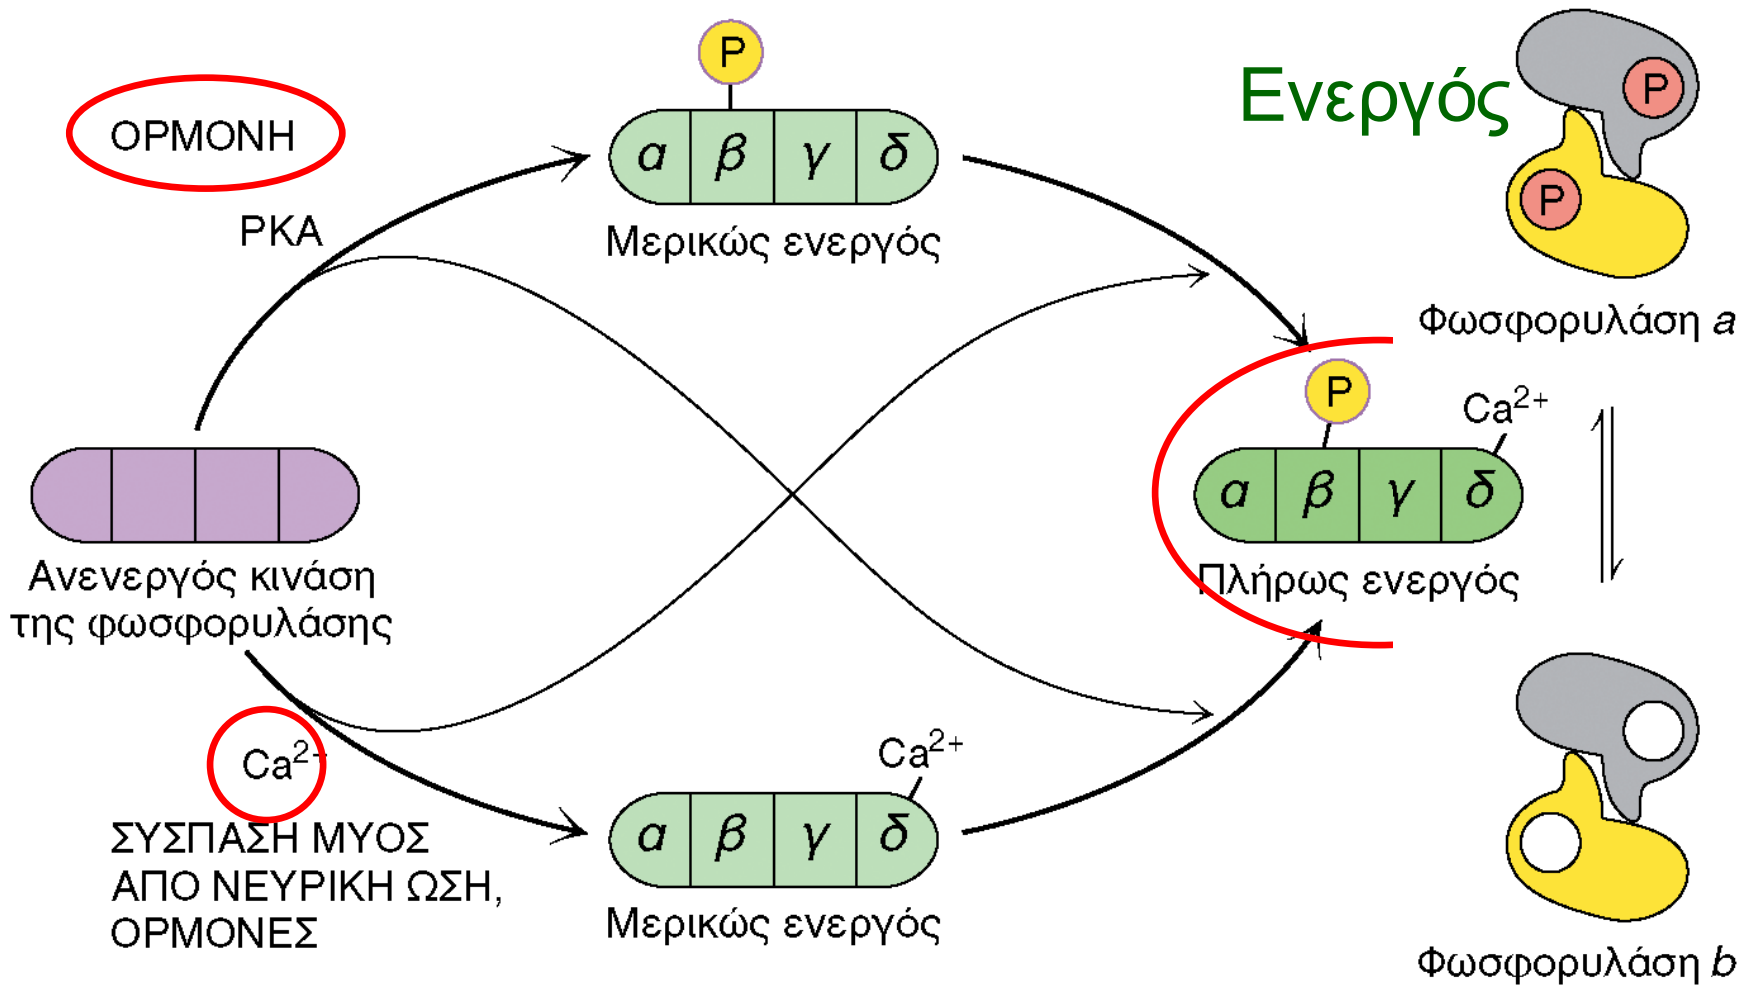 P
ΟΡΜΟΝΗ
Ενεργός
P
α β γ δ
P
PKA
Μερικώς ενεργός
Φωσφορυλάση a
P
Ca2+
α β γ δ
Ανενεργός κινάση
της φωσφορυλάσης
Πλήρως ενεργός
Ca2+
Ca2+
ΣΥΣΠΑΣΗ ΜΥΟΣ
ΑΠΟ ΝΕΥΡΙΚΗ ΩΣΗ,
ΟΡΜΟΝΕΣ
α β γ δ
Μερικώς ενεργός
Φωσφορυλάση b